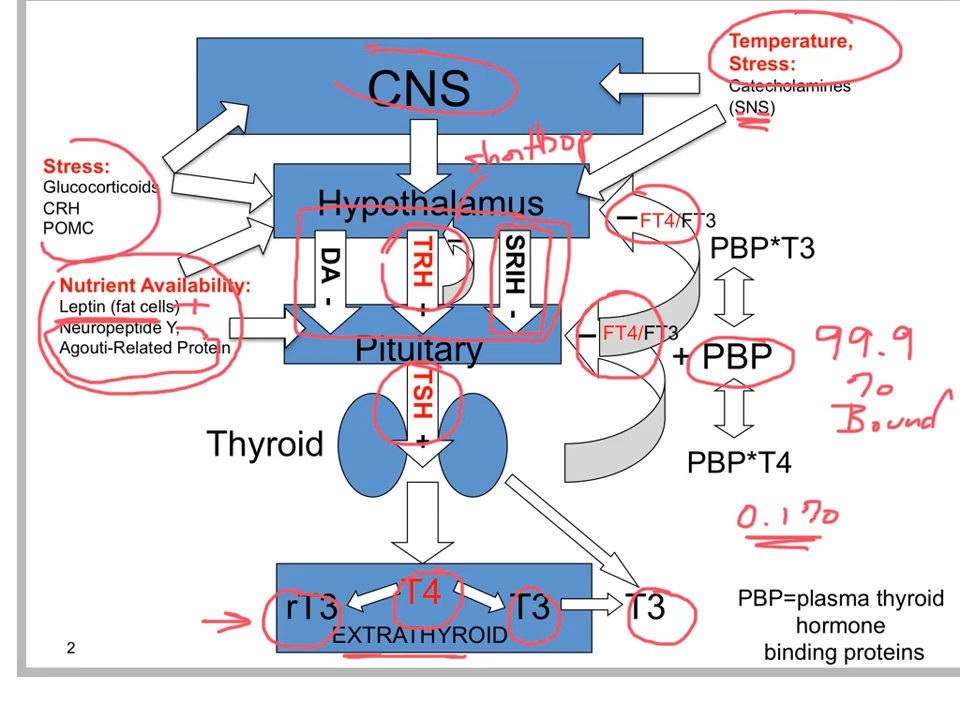 Temperature,
Stress:
Catecholamines
(SNS)
CNS
short loop
Stress:
Glucocorticoids
CRH
POMC
Hypothalamus
– FT4/FT3
PBP*T3
DA -
TRH +
–
SRIH -
Nutrient Availability:
Leptin (fat cells) +
Neuropeptide Y, -
Agouti-Related Protein
Pituitary
– FT4/FT3
+ PBP
99.9
%
Bound
TSH +
Thyroid
PBP*T4
0.1%
rT3
T4
T3
T3
EXTRATHYROID
PBP=plasma thyroid
hormone
binding proteins
2